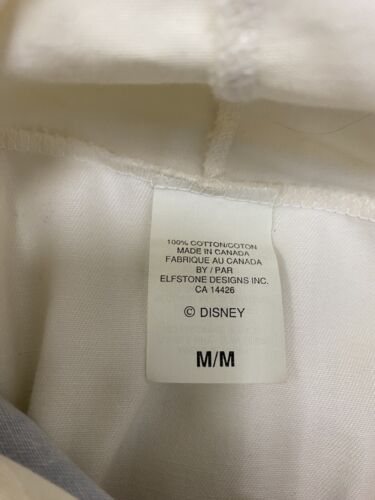 100% COTTON/COTON
MADE IN CANADA
FABRIQUE AU CANADA
BY / PAR
ELFSTONE DESIGNS INC.
CA 14426
© DISNEY
M/M